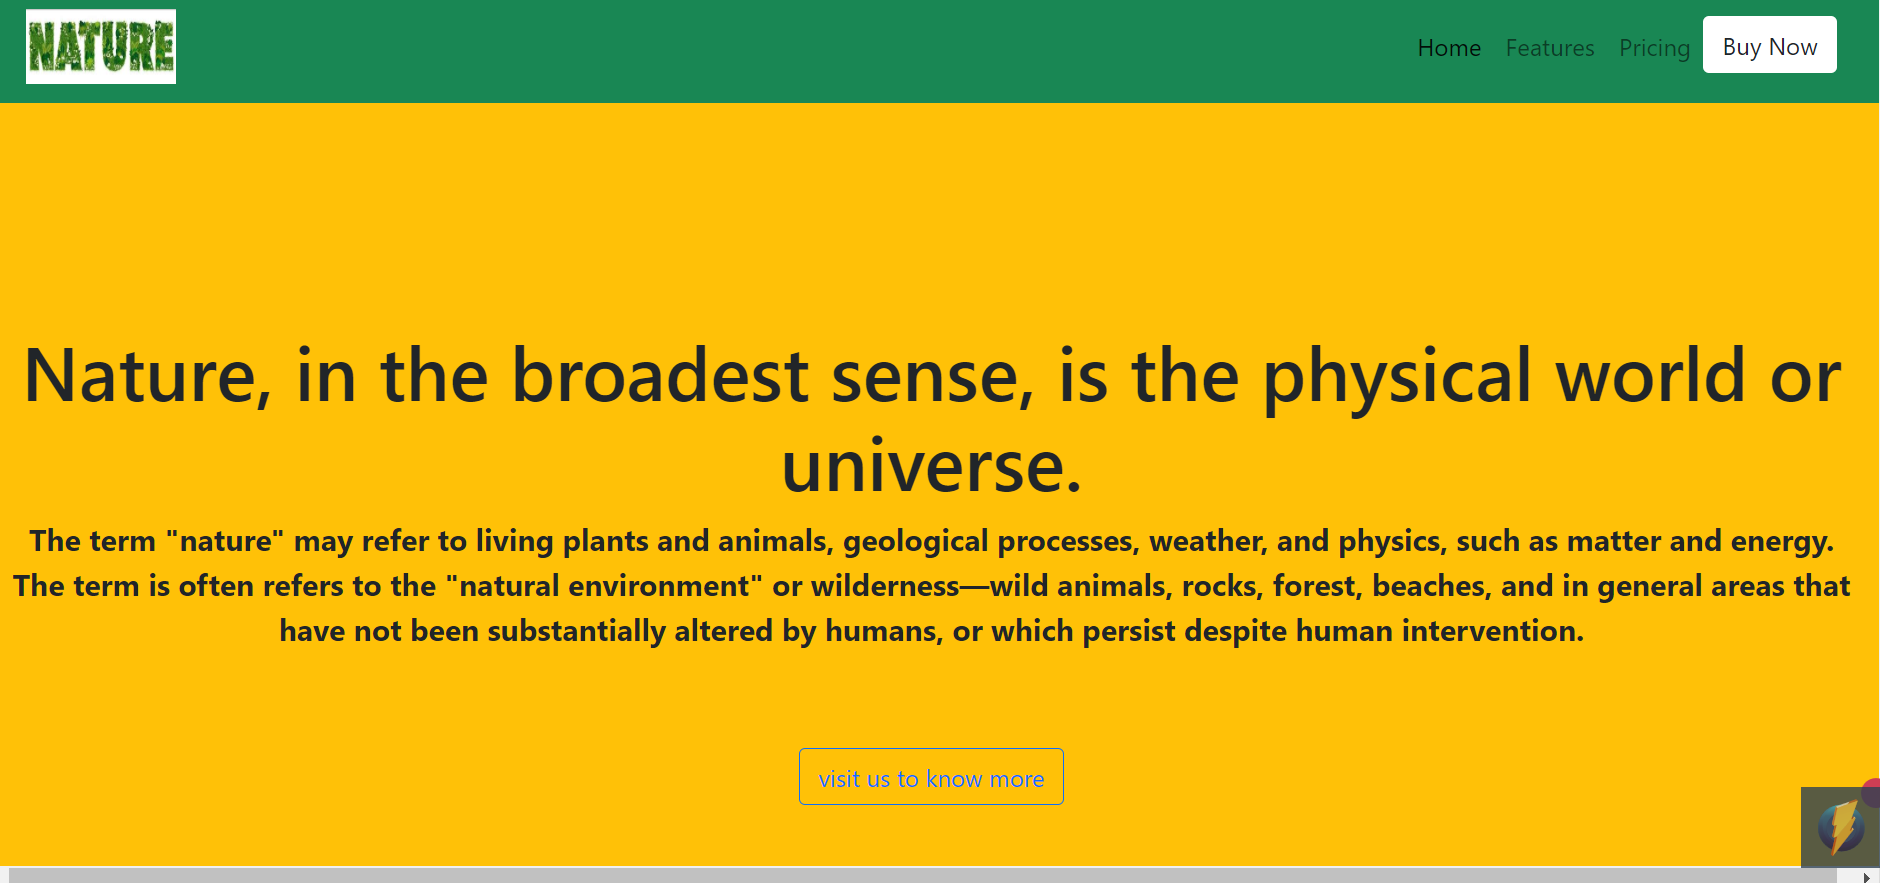 NATURE
Home Features Pricing Buy Now
Nature, in the broadest sense, is the physical world or
universe.
The term "nature" may refer to living plants and animals, geological processes, weather, and physics, such as matter and energy.
The term is often refers to the "natural environment" or wilderness—wild animals, rocks, forest, beaches, and in general areas that
have not been substantially altered by humans, or which persist despite human intervention.
visit us to know more